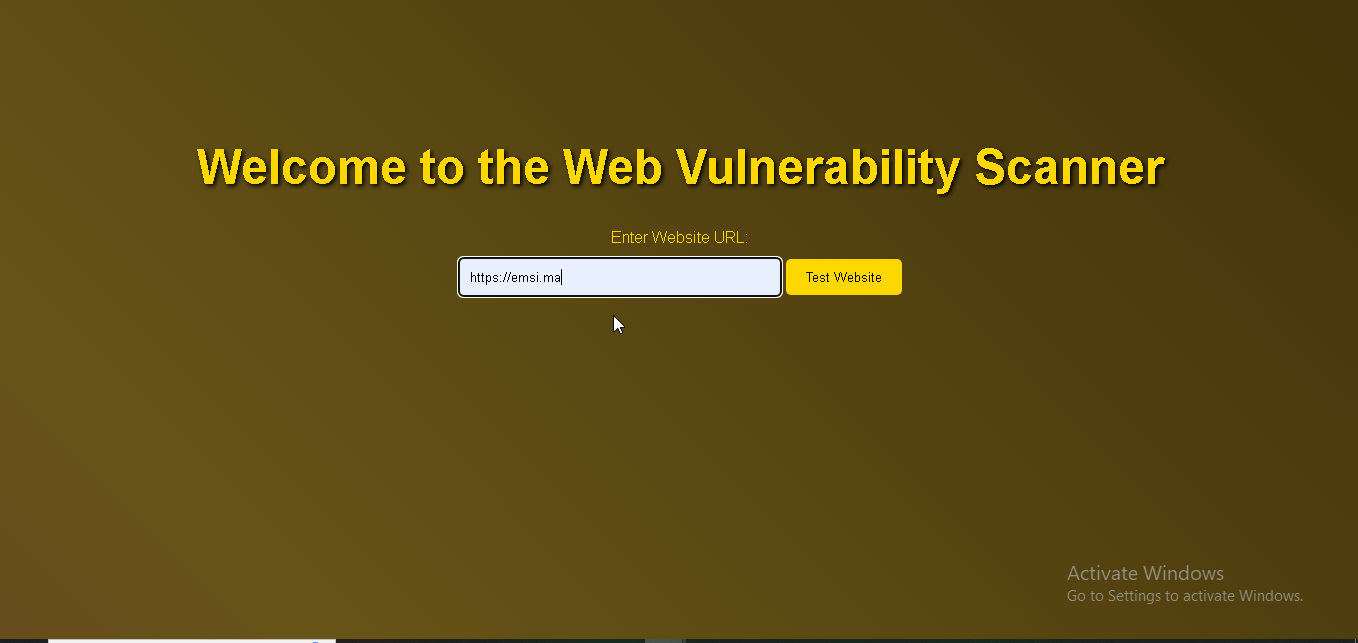 Welcome to the Web Vulnerability Scanner
Enter Website URL:
https://emsi.ma
Test Website
Activate Windows
Go to Settings to activate Windows.